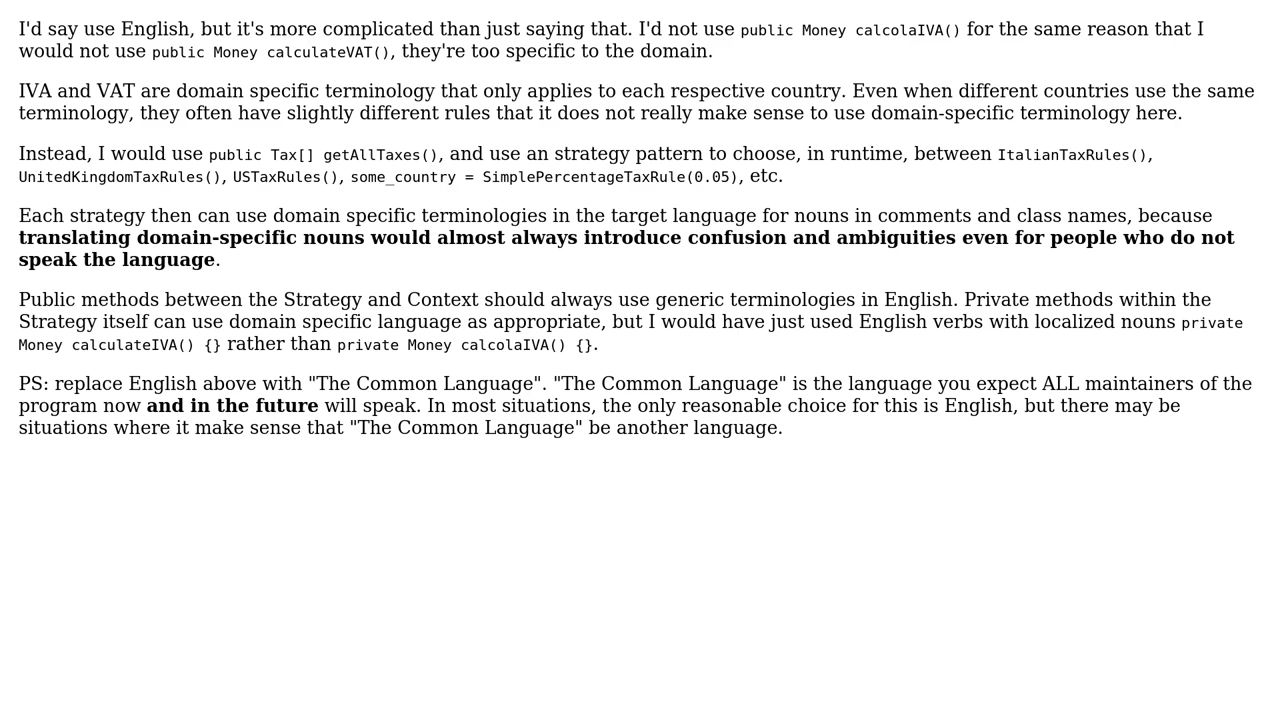 I'd say use English, but it's more complicated than just saying that. I'd not use public Money calcolaIVA() for the same reason that I
would not use public Money calculateVAT(), they're too specific to the domain.
IVA and VAT are domain specific terminology that only applies to each respective country. Even when different countries use the same
terminology, they often have slightly different rules that it does not really make sense to use domain-specific terminology here.
Instead, I would use public Tax[] getAllTaxes(), and use an strategy pattern to choose, in runtime, between ItalianTaxRules(),
UnitedKingdomTaxRules(), USTaxRules(), some_country = SimplePercentageTaxRule(0.05), etc.
Each strategy then can use domain specific terminologies in the target language for nouns in comments and class names, because
translating domain-specific nouns would almost always introduce confusion and ambiguities even for people who do not
speak the language.
Public methods between the Strategy and Context should always use generic terminologies in English. Private methods within the
Strategy itself can use domain specific language as appropriate, but I would have just used English verbs with localized nouns private
Money calculateIVA() {} rather than private Money calcolaIVA() {}.
PS: replace English above with "The Common Language". "The Common Language" is the language you expect ALL maintainers of the
program now and in the future will speak. In most situations, the only reasonable choice for this is English, but there may be
situations where it make sense that "The Common Language" be another language.